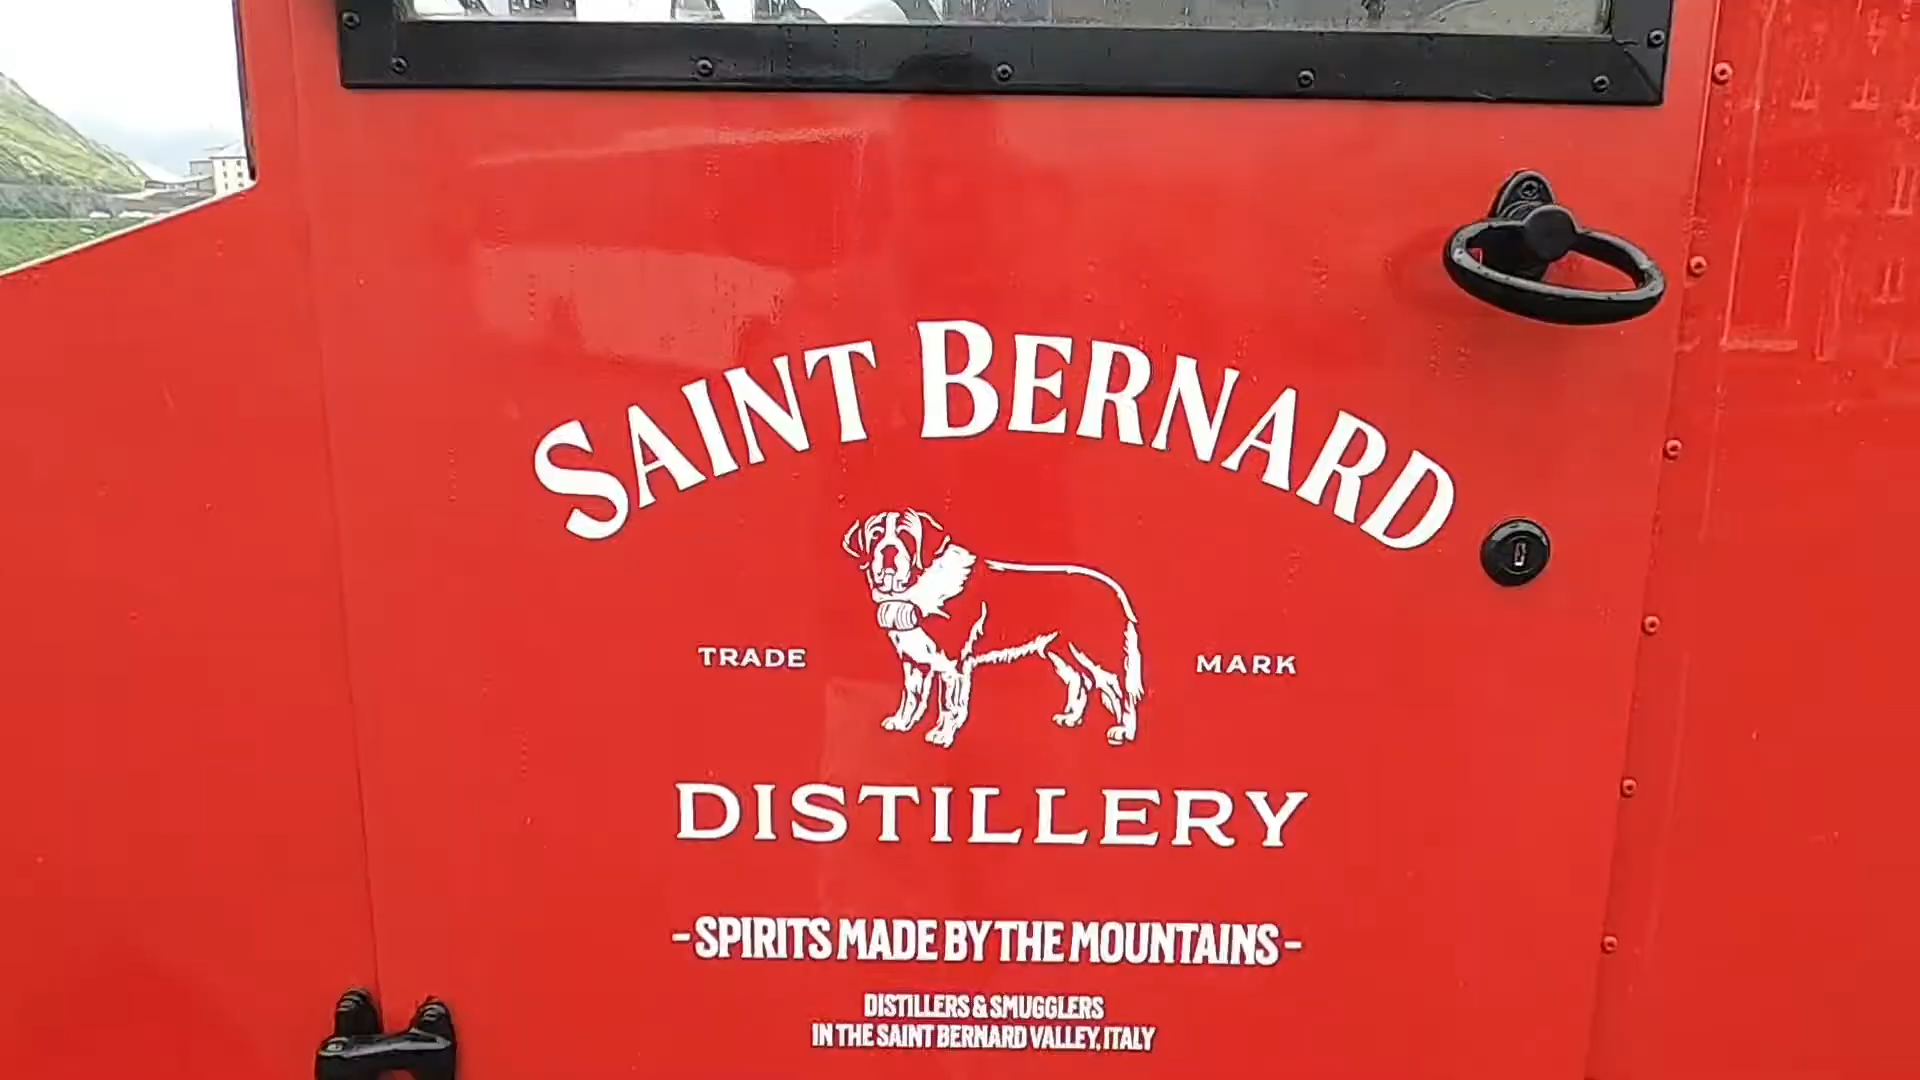 SAINT BERNARD
TRADE MARK
DISTILLERY
-SPIRITS MADE BY THE MOUNTAINS-
DISTILLERS & SMUGGLERS
IN THE SAINT BERNARD VALLEY, ITALY